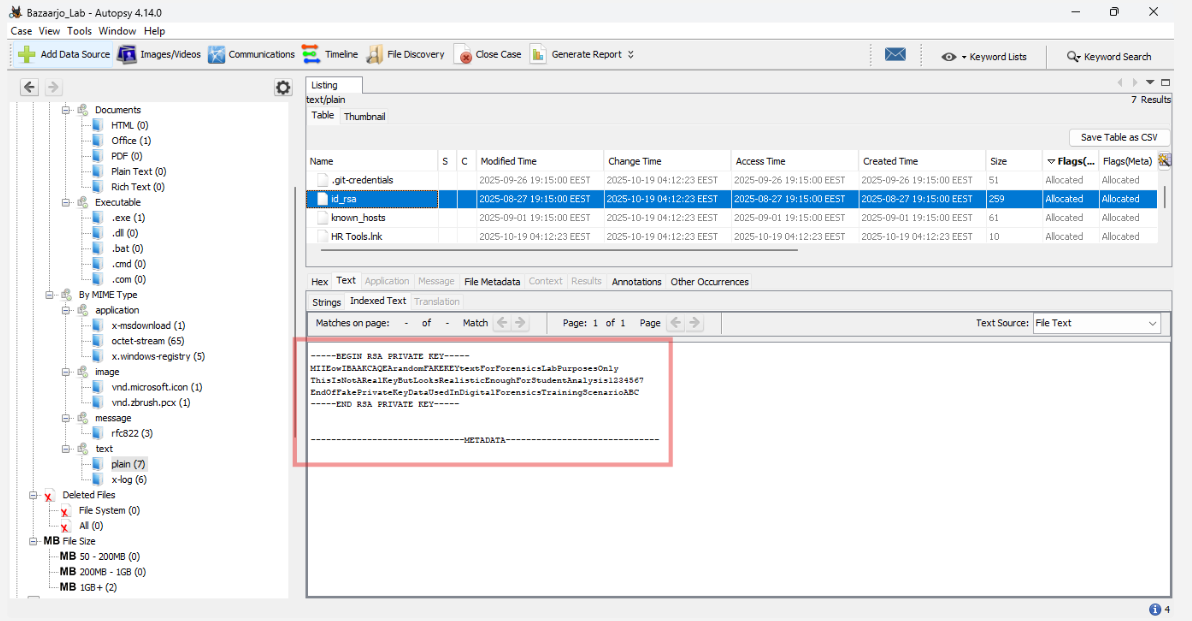 Bazaarjo_Lab - Autopsy 4.14.0
Case View Tools Window Help
Add Data Source Images/Videos Communications Timeline File Discovery Close Case Generate Report Keyword Lists Keyword Search
Documents
HTML (0)
Office (1)
PDF (0)
Plain Text (0)
Rich Text (0)
Executable
.exe (1)
.dll (0)
.bat (0)
.cmd (0)
.com (0)
By MIME Type
application
x-msdownload (1)
octet-stream (65)
x.windows-registry (5)
image
vnd.microsoft.icon (1)
vnd.zbrush.pcx (1)
message
rfc822 (3)
text
plain (7)
x-log (6)
Deleted Files
File System (0)
All (0)
MB File Size
MB 50 - 200MB (0)
MB 200MB - 1GB (0)
MB 1GB+ (2)
Listing
text/plain
7 Results
Table Thumbnail
Save Table as CSV
Name S C Modified Time Change Time Access Time Created Time Size Flags(... Flags(Meta)
.git-credentials 2025-09-26 19:15:00 EEST 2025-10-19 04:12:23 EEST 2025-09-26 19:15:00 EEST 2025-09-26 19:15:00 EEST 51 Allocated Allocated
id_rsa 2025-08-27 19:15:00 EEST 2025-10-19 04:12:23 EEST 2025-08-27 19:15:00 EEST 2025-08-27 19:15:00 EEST 259 Allocated Allocated
known_hosts 2025-09-01 19:15:00 EEST 2025-10-19 04:12:23 EEST 2025-09-01 19:15:00 EEST 2025-09-01 19:15:00 EEST 61 Allocated Allocated
HR Tools.lnk 2025-10-19 04:12:23 EEST 2025-10-19 04:12:23 EEST 2025-10-19 04:12:23 EEST 2025-10-19 04:12:23 EEST 10 Allocated Allocated
Hex Text Application Message File Metadata Context Results Annotations Other Occurrences
Strings Indexed Text Translation
Matches on page: - of - Match Page: 1 of 1 Page Text Source: File Text
-----BEGIN RSA PRIVATE KEY-----
MIIEowIBAAKCAQEArandomFAKEKEYtextForForensicsLabPurposesOnly
ThisIsNotARealKeyButLooksRealisticEnoughForStudentAnalysis1234567
EndOfFakePrivateKeyDataUsedInDigitalForensicsTrainingScenarioABC
-----END RSA PRIVATE KEY-----
------------------------------METADATA------------------------------
4